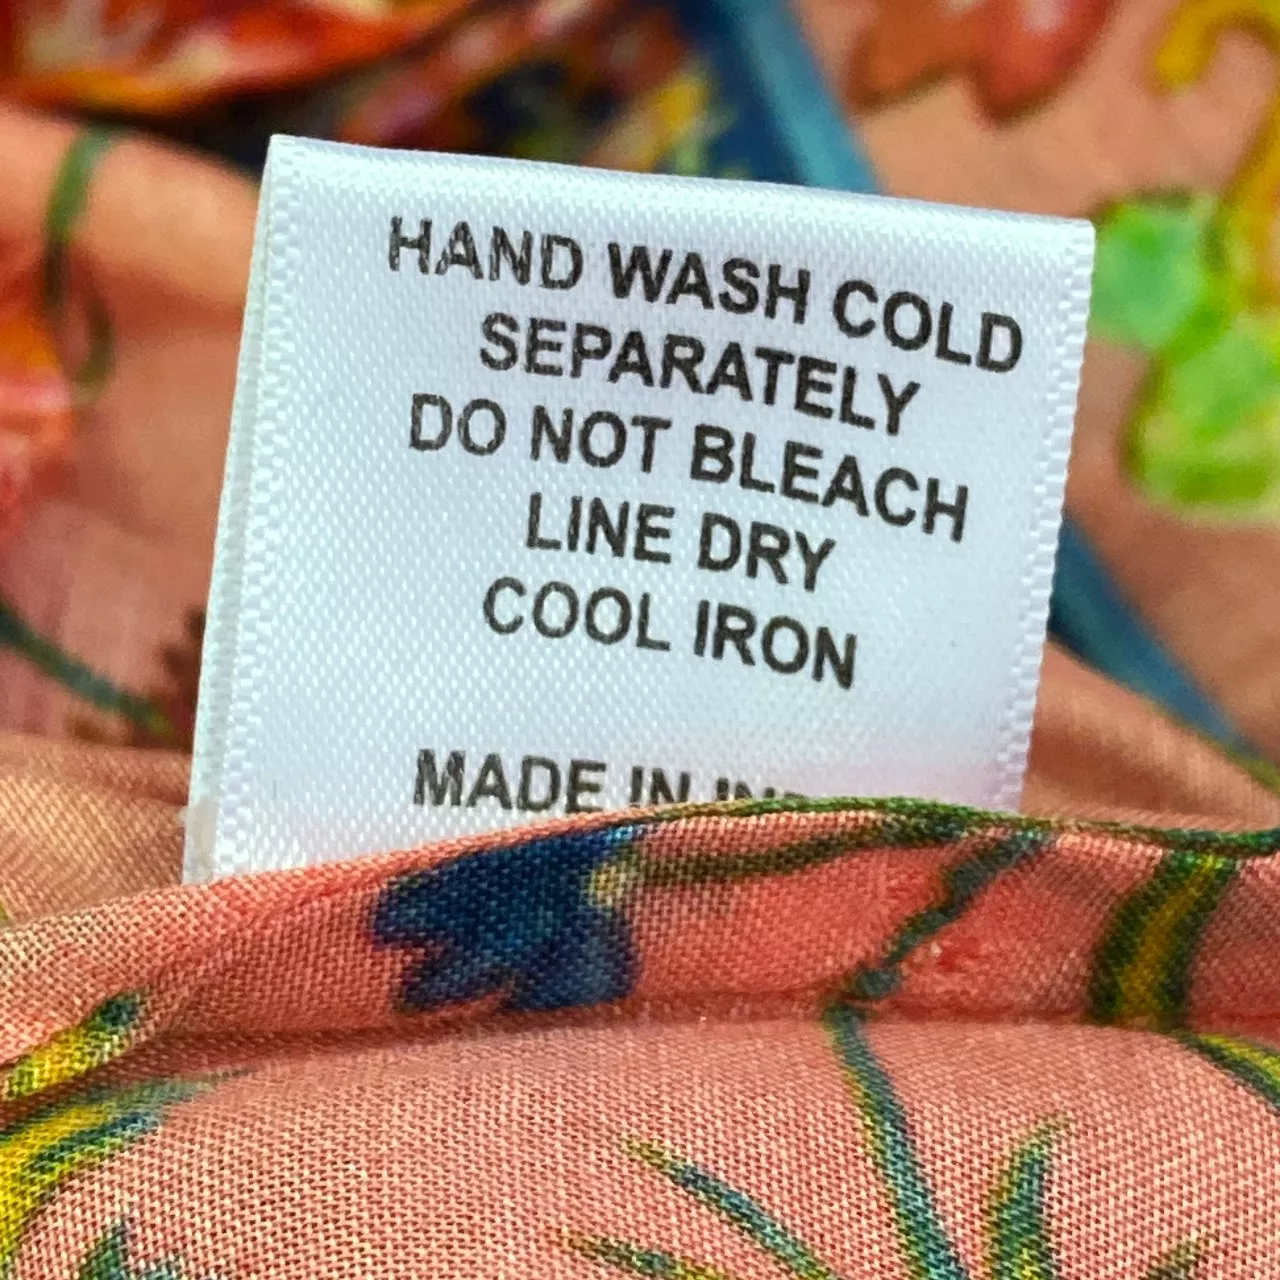 HAND WASH COLD
SEPARATELY
DO NOT BLEACH
LINE DRY
COOL IRON
MADE IN